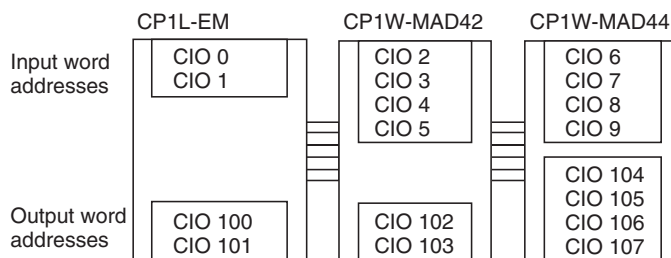 CP1L-EM
CP1W-MAD42
CP1W-MAD44
Input word
addresses
CIO 0
CIO 1
CIO 2
CIO 3
CIO 4
CIO 5
CIO 6
CIO 7
CIO 8
CIO 9
Output word
addresses
CIO 100
CIO 101
CIO 102
CIO 103
CIO 104
CIO 105
CIO 106
CIO 107